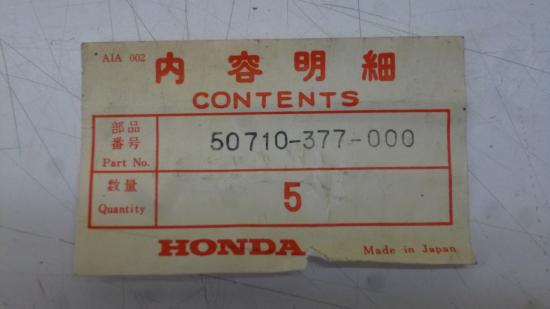 AIA 002
内容明細
CONTENTS
部品
番号
Part No.
50710-377-000
数量
Quantity
5
HONDA
Made in Japan